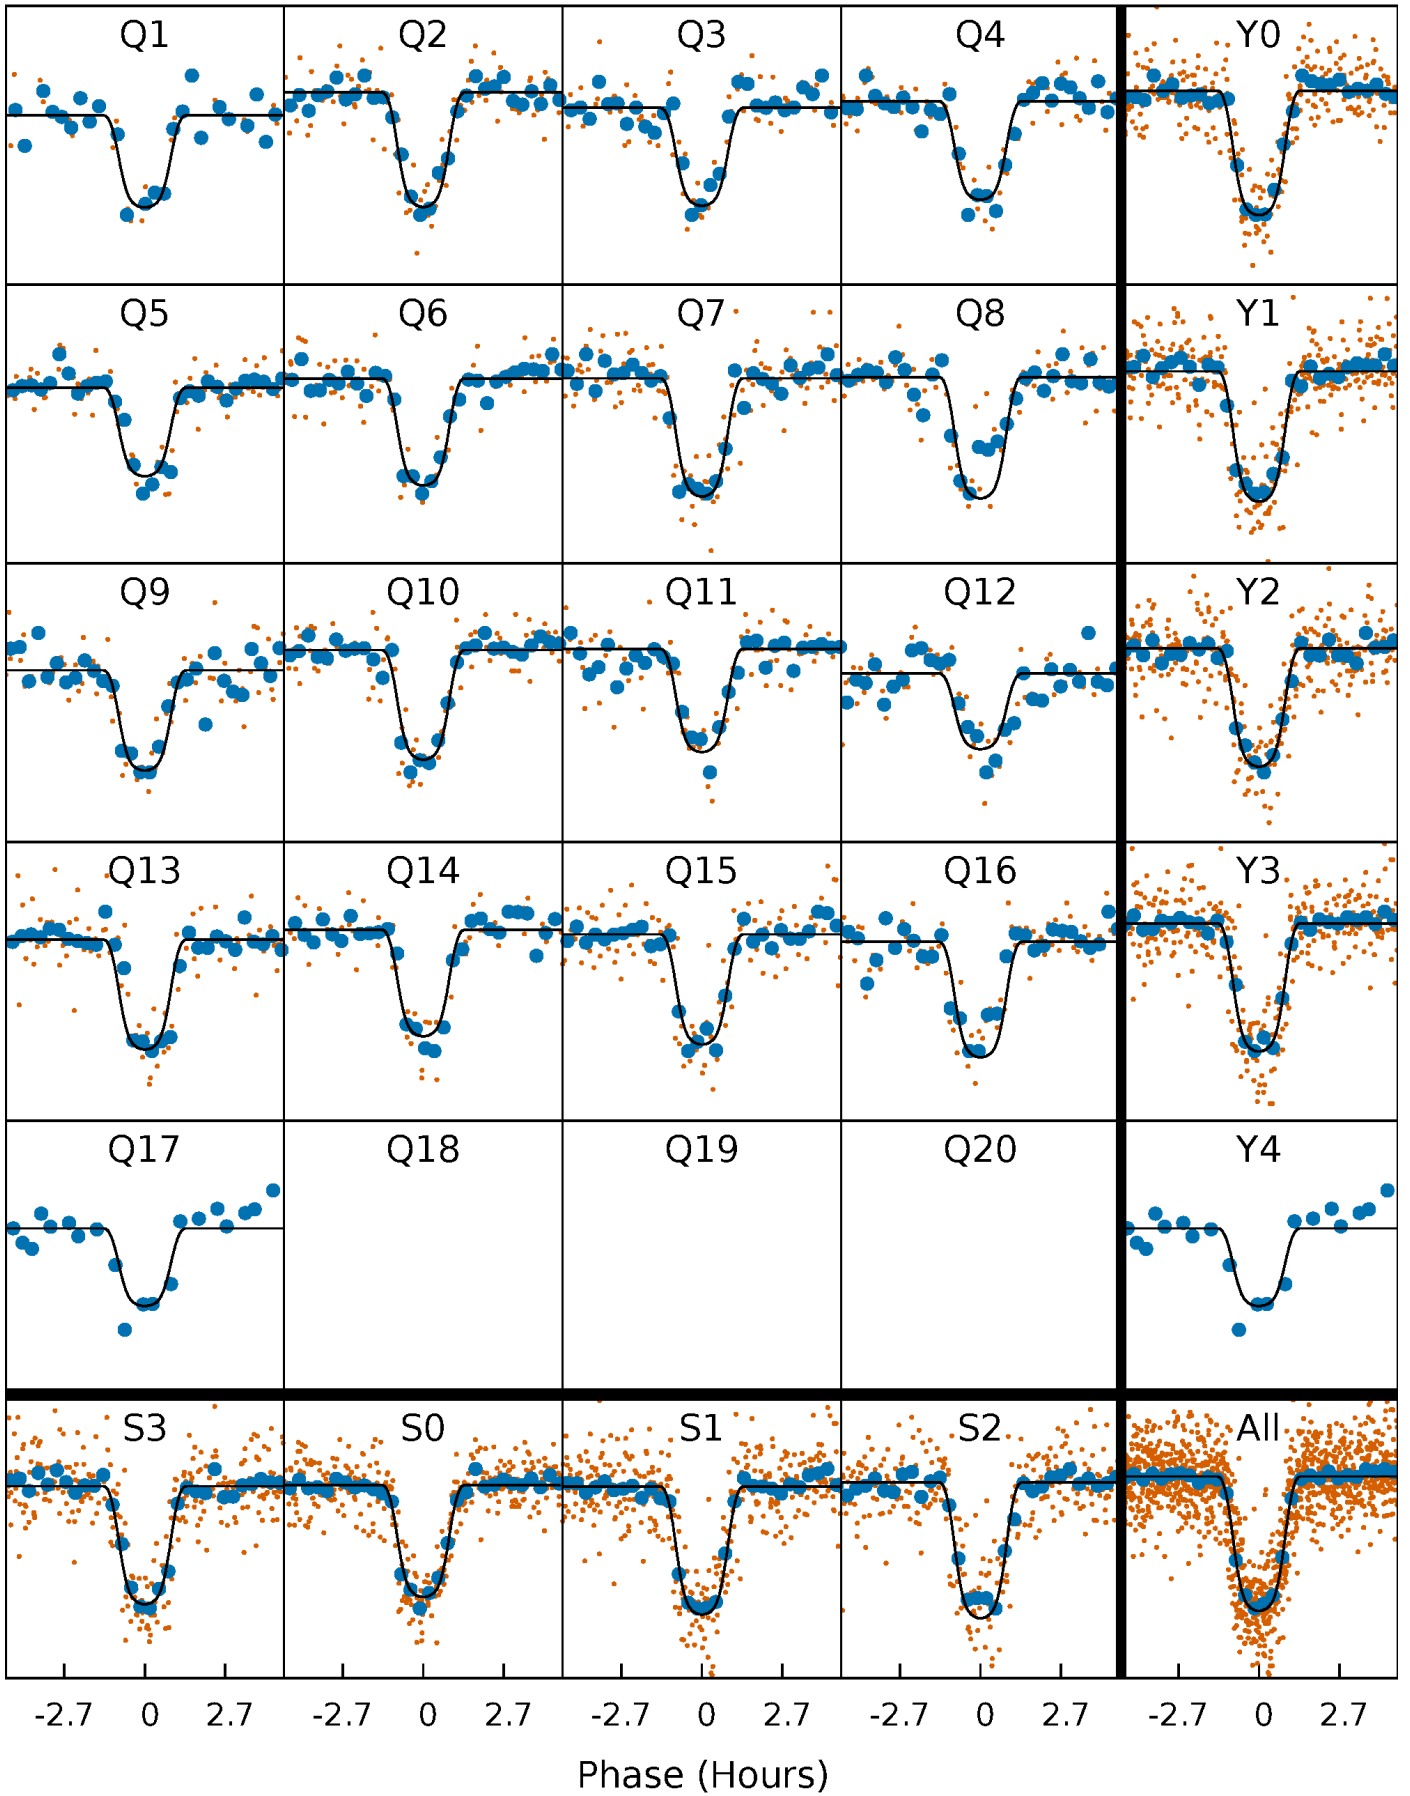 Q1 Q2 Q3 Q4 Y0
Q5 Q6 Q7 Q8 Y1
Q9 Q10 Q11 Q12 Y2
Q13 Q14 Q15 Q16 Y3
Q17 Q18 Q19 Q20 Y4
S3 S0 S1 S2 All
-2.7 0 2.7 -2.7 0 2.7 -2.7 0 2.7 -2.7 0 2.7 -2.7 0 2.7
Phase (Hours)